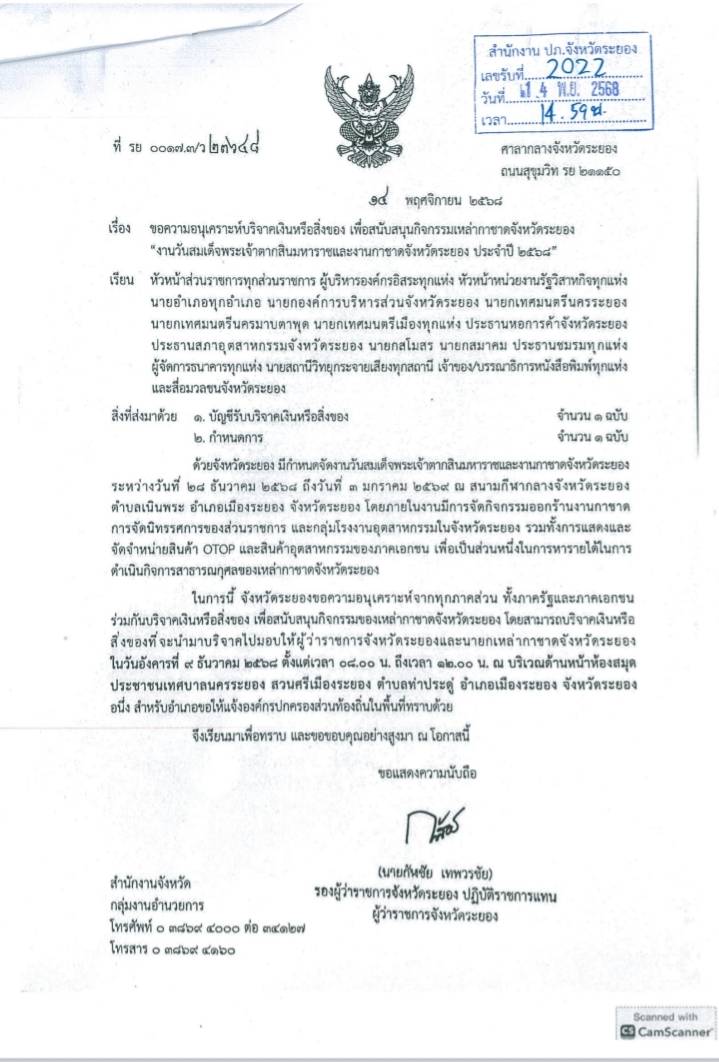 สำนักงาน ปภ.จังหวัดระยอง
เลขรับที่ 2022
วันที่ 14 พ.ย. 2568
เวลา 14.59 น.
ที่ รย ๐๐๑๗.๓/ว ๒๗๖๔๘
ศาลากลางจังหวัดระยอง
ถนนสุขุมวิท รย ๒๑๑๕๐
๑๔ พฤศจิกายน ๒๕๖๘
เรื่อง ขอความอนุเคราะห์บริจาคเงินหรือสิ่งของ เพื่อสนับสนุนกิจกรรมเหล่ากาชาดจังหวัดระยอง
“งานวันสมเด็จพระเจ้าตากสินมหาราชและงานกาชาดจังหวัดระยอง ประจำปี ๒๕๖๘”
เรียน หัวหน้าส่วนราชการทุกส่วนราชการ ผู้บริหารองค์กรอิสระทุกแห่ง หัวหน้าหน่วยงานรัฐวิสาหกิจทุกแห่ง
นายอำเภอทุกอำเภอ นายกองค์การบริหารส่วนจังหวัดระยอง นายกเทศมนตรีนครระยอง
นายกเทศมนตรีนครมาบตาพุด นายกเทศมนตรีเมืองทุกแห่ง ประธานหอการค้าจังหวัดระยอง
ประธานสภาอุตสาหกรรมจังหวัดระยอง นายกสโมสร นายกสมาคม ประธานชมรมทุกแห่ง
ผู้จัดการธนาคารทุกแห่ง นายสถานีวิทยุกระจายเสียงทุกสถานี เจ้าของ/บรรณาธิการหนังสือพิมพ์ทุกแห่ง
และสื่อมวลชนจังหวัดระยอง
สิ่งที่ส่งมาด้วย ๑. บัญชีรับบริจาคเงินหรือสิ่งของ จำนวน ๑ ฉบับ
๒. กำหนดการ จำนวน ๑ ฉบับ
ด้วยจังหวัดระยอง มีกำหนดจัดงานวันสมเด็จพระเจ้าตากสินมหาราชและงานกาชาดจังหวัดระยอง
ระหว่างวันที่ ๒๘ ธันวาคม ๒๕๖๘ ถึงวันที่ ๓ มกราคม ๒๕๖๙ ณ สนามกีฬากลางจังหวัดระยอง
ตำบลเนินพระ อำเภอเมืองระยอง จังหวัดระยอง โดยภายในงานมีการจัดกิจกรรมออกร้านงานกาชาด
การจัดนิทรรศการของส่วนราชการ และกลุ่มโรงงานอุตสาหกรรมในจังหวัดระยอง รวมทั้งการแสดงและ
จัดจำหน่ายสินค้า OTOP และสินค้าอุตสาหกรรมของภาคเอกชน เพื่อเป็นส่วนหนึ่งในการหารายได้ในการ
ดำเนินกิจการสาธารณกุศลของเหล่ากาชาดจังหวัดระยอง
ในการนี้ จังหวัดระยองขอความอนุเคราะห์จากทุกภาคส่วน ทั้งภาครัฐและภาคเอกชน
ร่วมกันบริจาคเงินหรือสิ่งของ เพื่อสนับสนุนกิจกรรมของเหล่ากาชาดจังหวัดระยอง โดยสามารถบริจาคเงินหรือ
สิ่งของที่จะนำมาบริจาคไปมอบให้ผู้ว่าราชการจังหวัดระยองและนายกเหล่ากาชาดจังหวัดระยอง
ในวันอังคารที่ ๙ ธันวาคม ๒๕๖๘ ตั้งแต่เวลา ๐๘.๐๐ น. ถึงเวลา ๑๒.๐๐ น. ณ บริเวณด้านหน้าห้องสมุด
ประชาชนเทศบาลนครระยอง สวนศรีเมืองระยอง ตำบลท่าประดู่ อำเภอเมืองระยอง จังหวัดระยอง
อนึ่ง สำหรับอำเภอขอให้แจ้งองค์กรปกครองส่วนท้องถิ่นในพื้นที่ทราบด้วย
จึงเรียนมาเพื่อทราบ และขอขอบคุณอย่างสูงมา ณ โอกาสนี้
ขอแสดงความนับถือ
(นายกันชัย เทพวรชัย)
รองผู้ว่าราชการจังหวัดระยอง ปฏิบัติราชการแทน
ผู้ว่าราชการจังหวัดระยอง
สำนักงานจังหวัด
กลุ่มงานอำนวยการ
โทรศัพท์ ๐ ๓๘๖๙ ๔๐๐๐ ต่อ ๓๔๑๒๗
โทรสาร ๐ ๓๘๖๙ ๔๑๖๐
Scanned with
CS CamScanner